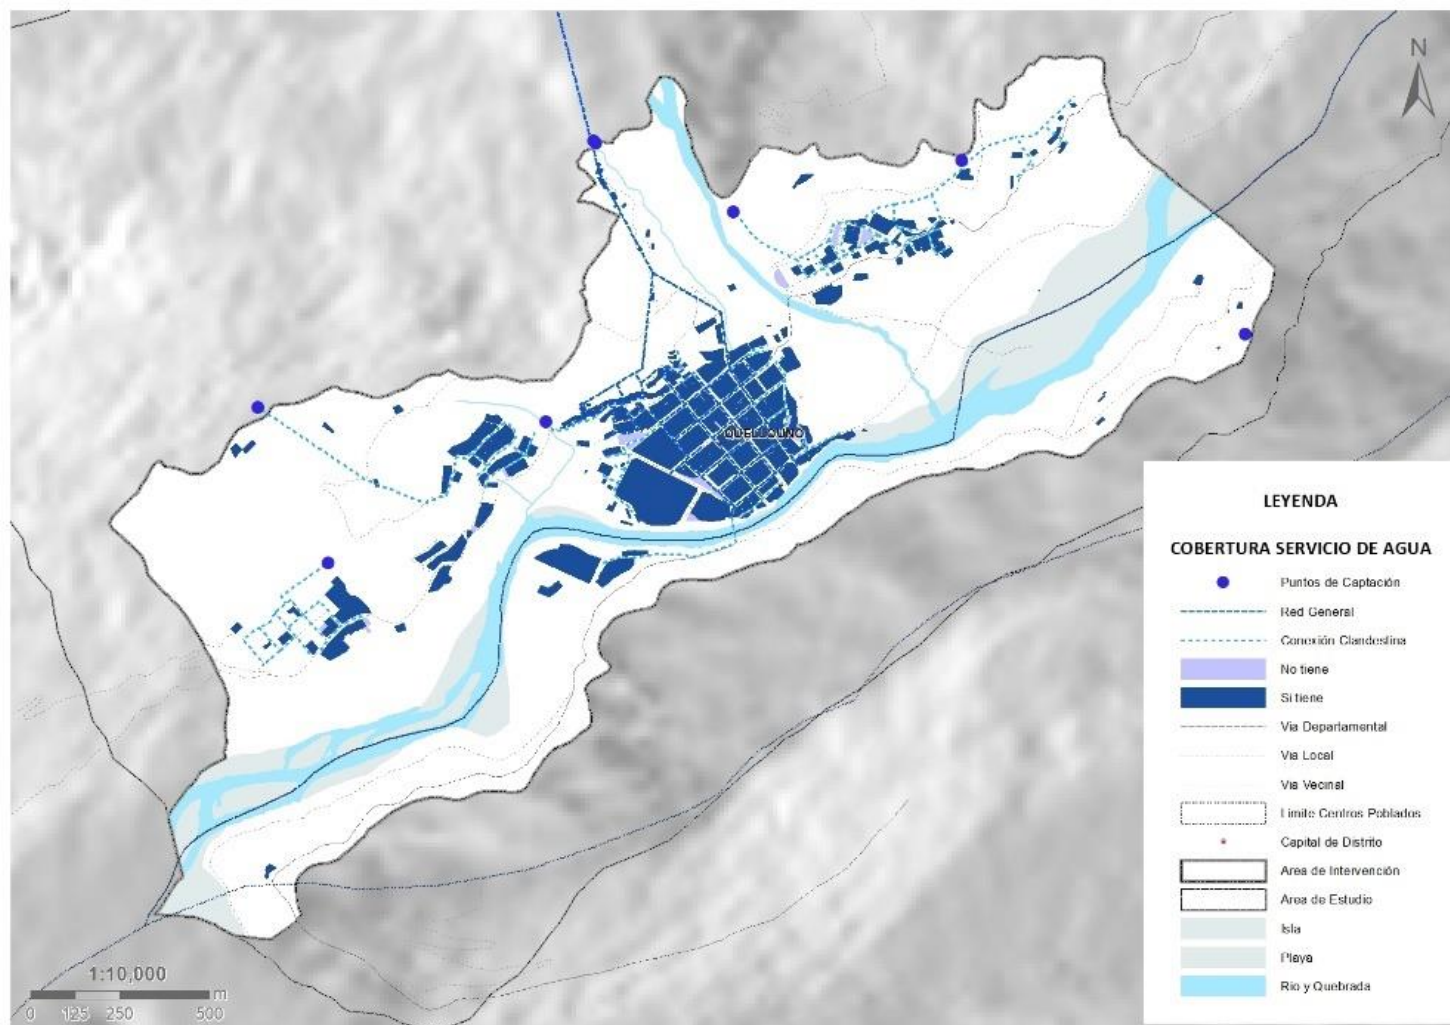 N
QUELLOUNO
LEYENDA
COBERTURA SERVICIO DE AGUA
Puntos de Captación
Red General
Conexión Clandestina
No tiene
Si tiene
Via Departamental
Via Local
Via Vecinal
Limite Centros Poblados
Capital de Distrito
Area de Intervención
Area de Estudio
Isla
Playa
Rio y Quebrada
1:10,000
m
0 125 250 500